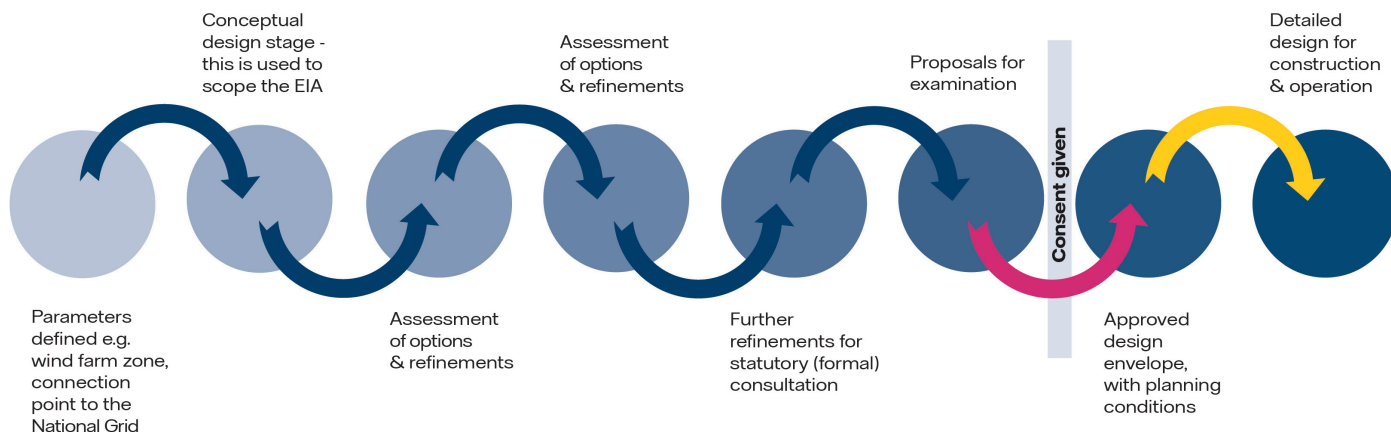 Parameters
defined e.g.
wind farm zone,
connection
point to the
National Grid
Conceptual
design stage -
this is used to
scope the EIA
Assessment
of options
& refinements
Assessment
of options
& refinements
Further
refinements for
statutory (formal)
consultation
Proposals for
examination
Consent given
Approved
design
envelope,
with planning
conditions
Detailed
design for
construction
& operation